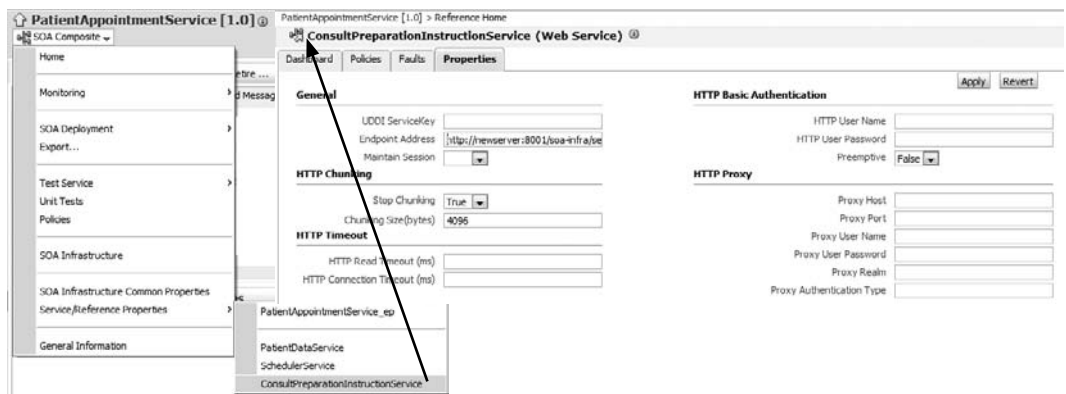 PatientAppointmentService [1.0]
SOA Composite
Home
Monitoring
SOA Deployment
Export...
Test Service
Unit Tests
Policies
SOA Infrastructure
SOA Infrastructure Common Properties
Service/Reference Properties
General Information
etire ...
d Messag
PatientAppointmentService_ep
PatientDataService
SchedulerService
ConsultPreparationInstructionService
PatientAppointmentService [1.0] > Reference Home
ConsultPreparationInstructionService (Web Service)
Dashboard Policies Faults Properties
Apply Revert
General
UDDI ServiceKey
Endpoint Address http://newserver:8001/soa-infra/se
Maintain Session
HTTP Chunking
Stop Chunking True
Chunking Size(bytes) 4096
HTTP Timeout
HTTP Read Timeout (ms)
HTTP Connection Timeout (ms)
HTTP Basic Authentication
HTTP User Name
HTTP User Password
Preemptive False
HTTP Proxy
Proxy Host
Proxy Port
Proxy User Name
Proxy User Password
Proxy Realm
Proxy Authentication Type